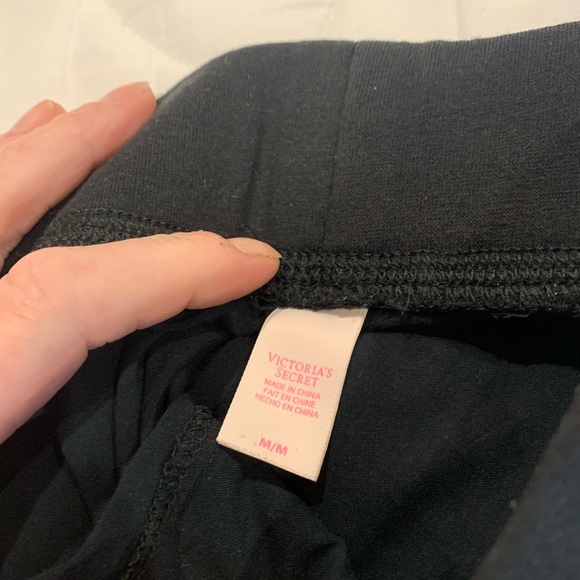 VICTORIA'S
SECRET
MADE IN CHINA
FAIT EN CHINE
HECHO EN CHINA
M/M